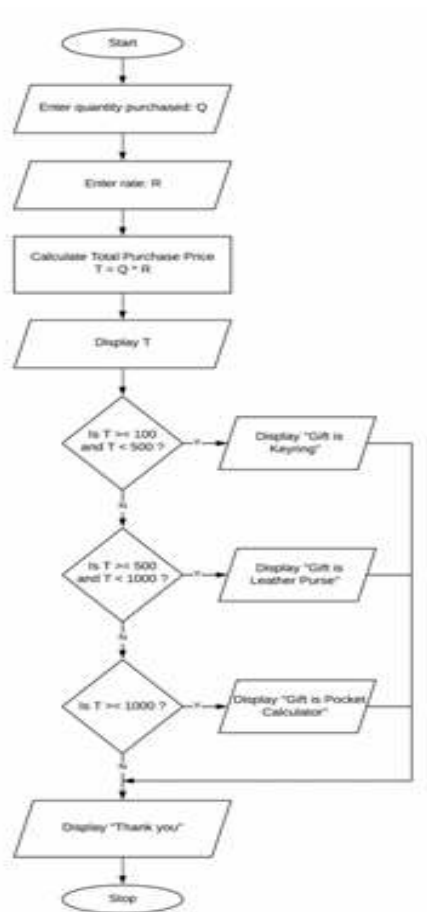 Start
Enter quantity purchased: Q
Enter rate: R
Calculate Total Purchase Price
T = Q * R
Display T
Is T >= 100
and T < 500 ?
Y
Display "Gift is
Keyring"
N
Is T >= 500
and T < 1000 ?
Y
Display "Gift is
Leather Purse"
N
Is T >= 1000 ?
Y
Display "Gift is Pocket
Calculator"
N
Display "Thank you"
Stop